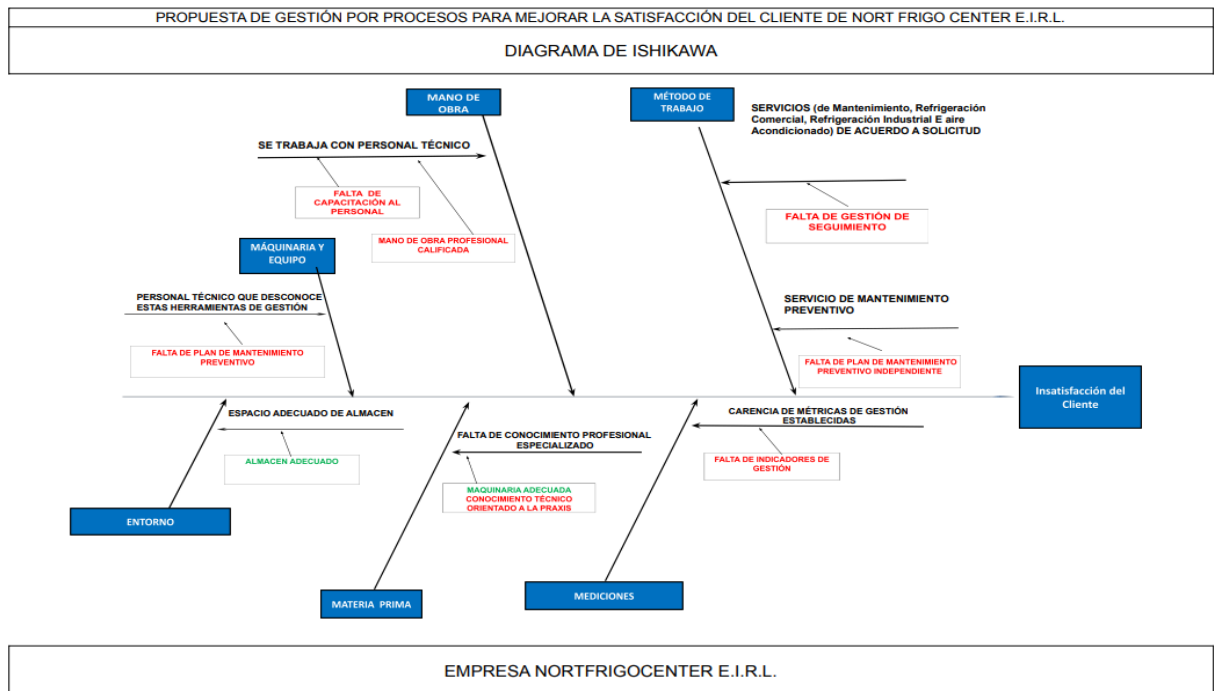 PROPUESTA DE GESTIÓN POR PROCESOS PARA MEJORAR LA SATISFACCIÓN DEL CLIENTE DE NORT FRIGO CENTER E.I.R.L.
DIAGRAMA DE ISHIKAWA
MANO DE
OBRA
MÉTODO DE
TRABAJO
SERVICIOS (de Mantenimiento, Refrigeración
Comercial, Refrigeración Industrial E aire
Acondicionado) DE ACUERDO A SOLICITUD
SE TRABAJA CON PERSONAL TÉCNICO
FALTA DE
CAPACITACIÓN AL
PERSONAL
FALTA DE GESTIÓN DE
SEGUIMIENTO
MANO DE OBRA PROFESIONAL
CALIFICADA
MÁQUINARIA Y
EQUIPO
PERSONAL TÉCNICO QUE DESCONOCE
ESTAS HERRAMIENTAS DE GESTIÓN
SERVICIO DE MANTENIMIENTO
PREVENTIVO
FALTA DE PLAN DE MANTENIMIENTO
PREVENTIVO
FALTA DE PLAN DE MANTENIMIENTO
PREVENTIVO INDEPENDIENTE
Insatisfacción del
Cliente
ESPACIO ADECUADO DE ALMACEN
CARENCIA DE MÉTRICAS DE GESTIÓN
ESTABLECIDAS
FALTA DE CONOCIMIENTO PROFESIONAL
ESPECIALIZADO
ALMACEN ADECUADO
FALTA DE INDICADORES DE
GESTIÓN
MAQUINARIA ADECUADA
CONOCIMIENTO TÉCNICO
ORIENTADO A LA PRAXIS
ENTORNO
MATERIA PRIMA
MEDICIONES
EMPRESA NORTFRIGOCENTER E.I.R.L.